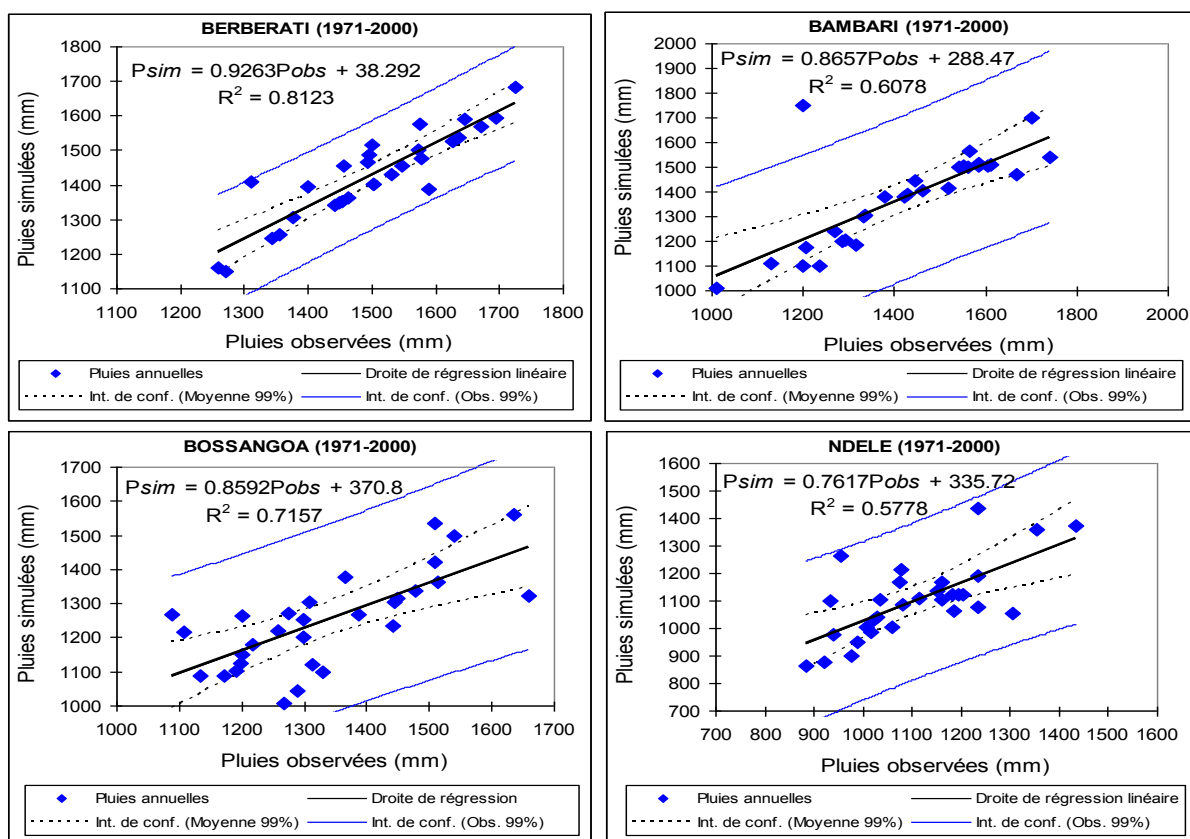 BERBERATI (1971-2000)
Psim = 0.9263Pobs + 38.292
R² = 0.8123
Pluies simulées (mm)
1800
1700
1600
1500
1400
1300
1200
1100
1100 1200 1300 1400 1500 1600 1700 1800
Pluies observées (mm)
Pluies annuelles
Droite de régression linéaire
Int. de conf. (Moyenne 99%)
Int. de conf. (Obs. 99%)
BAMBARI (1971-2000)
Psim = 0.8657Pobs + 288.47
R² = 0.6078
Pluies simulées (mm)
2000
1900
1800
1700
1600
1500
1400
1300
1200
1100
1000
1000 1200 1400 1600 1800 2000
Pluies observées (mm)
Pluies annuelles
Droite de régression linéaire
Int. de conf. (Moyenne 99%)
Int. de conf. (Obs. 99%)
BOSSANGOA (1971-2000)
Psim = 0.8592Pobs + 370.8
R² = 0.7157
Pluies simulées (mm)
1700
1600
1500
1400
1300
1200
1100
1000
1000 1100 1200 1300 1400 1500 1600 1700
Pluies observées (mm)
Pluies annuelles
Droite de régression
Int. de conf. (Moyenne 99%)
Int. de conf. (Obs. 99%)
NDELE (1971-2000)
Psim = 0.7617Pobs + 335.72
R² = 0.5778
Pluies simulées (mm)
1600
1500
1400
1300
1200
1100
1000
900
800
700
700 800 900 1000 1100 1200 1300 1400 1500 1600
Pluies observées (mm)
Pluies annuelles
Droite de régression linéaire
Int. de conf. (Moyenne 99%)
Int. de conf. (Obs. 99%)